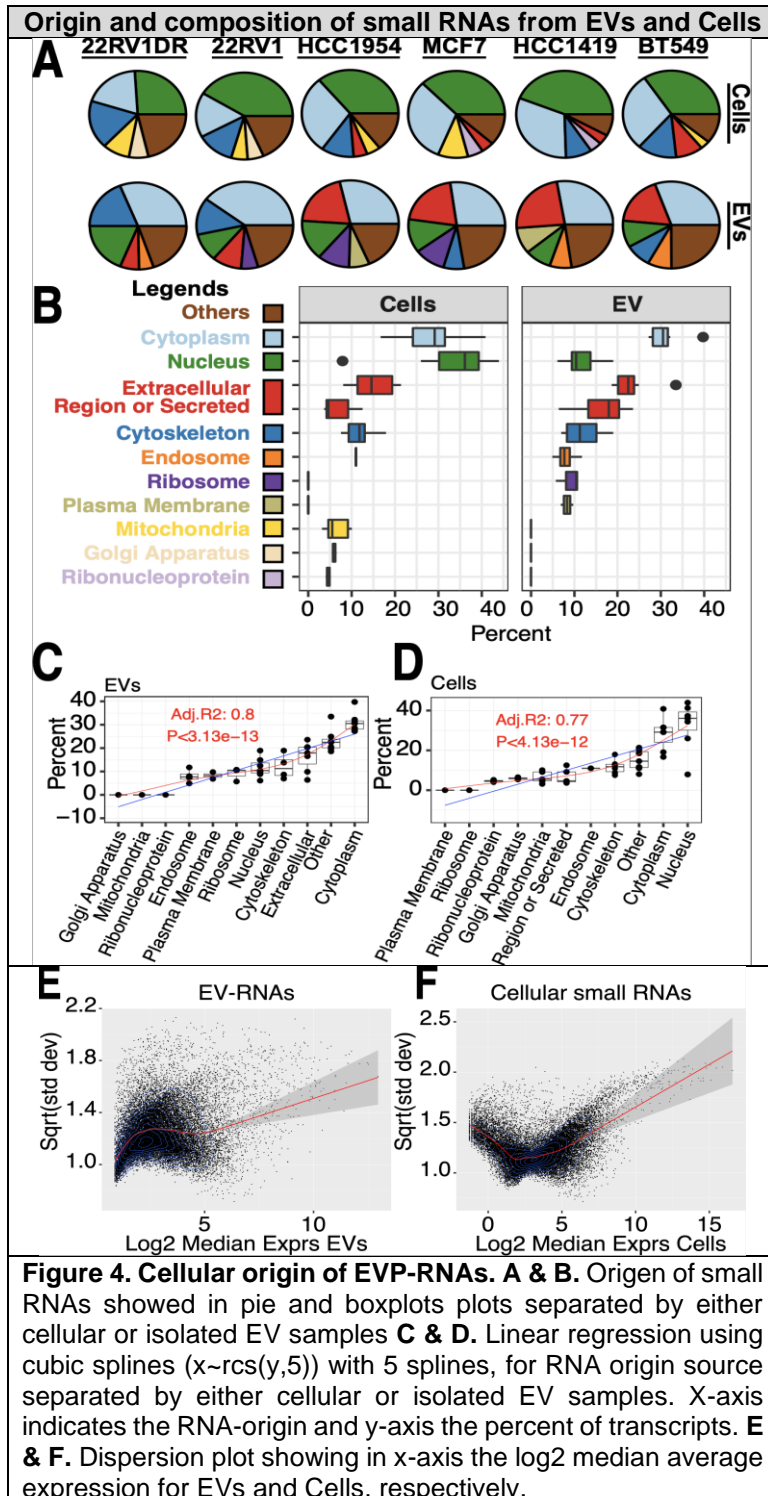 Origin and composition of small RNAs from EVs and Cells
A
22RV1DR 22RV1 HCC1954 MCF7 HCC1419 BT549
Cells
EVs
B
Legends
Others
Cytoplasm
Nucleus
Extracellular
Region or Secreted
Cytoskeleton
Endosome
Ribosome
Plasma Membrane
Mitochondria
Golgi Apparatus
Ribonucleoprotein
Cells
EV
0 10 20 30 40
0 10 20 30 40
Percent
C
EVs
Adj.R2: 0.8
P<3.13e−13
Percent
40
30
20
10
0
−10
Golgi Apparatus
Mitochondria
Ribonucleoprotein
Endosome
Plasma Membrane
Ribosome
Nucleus
Cytoskeleton
Extracellular
Other
Cytoplasm
D
Cells
Adj.R2: 0.77
P<4.13e−12
Percent
40
20
0
Plasma Membrane
Ribosome
Ribonucleoprotein
Golgi Apparatus
Mitochondria
Region or Secreted
Endosome
Cytoskeleton
Other
Cytoplasm
Nucleus
E
EV-RNAs
Sqrt(std dev)
2.2
1.8
1.4
1.0
5 10
Log2 Median Exprs EVs
F
Cellular small RNAs
Sqrt(std dev)
2.5
2.0
1.5
1.0
0 5 10 15
Log2 Median Exprs Cells
Figure 4. Cellular origin of EVP-RNAs. A & B. Origen of small
RNAs showed in pie and boxplots plots separated by either
cellular or isolated EV samples C & D. Linear regression using
cubic splines (x~rcs(y,5)) with 5 splines, for RNA origin source
separated by either cellular or isolated EV samples. X-axis
indicates the RNA-origin and y-axis the percent of transcripts. E
& F. Dispersion plot showing in x-axis the log2 median average
expression for EVs and Cells, respectively.